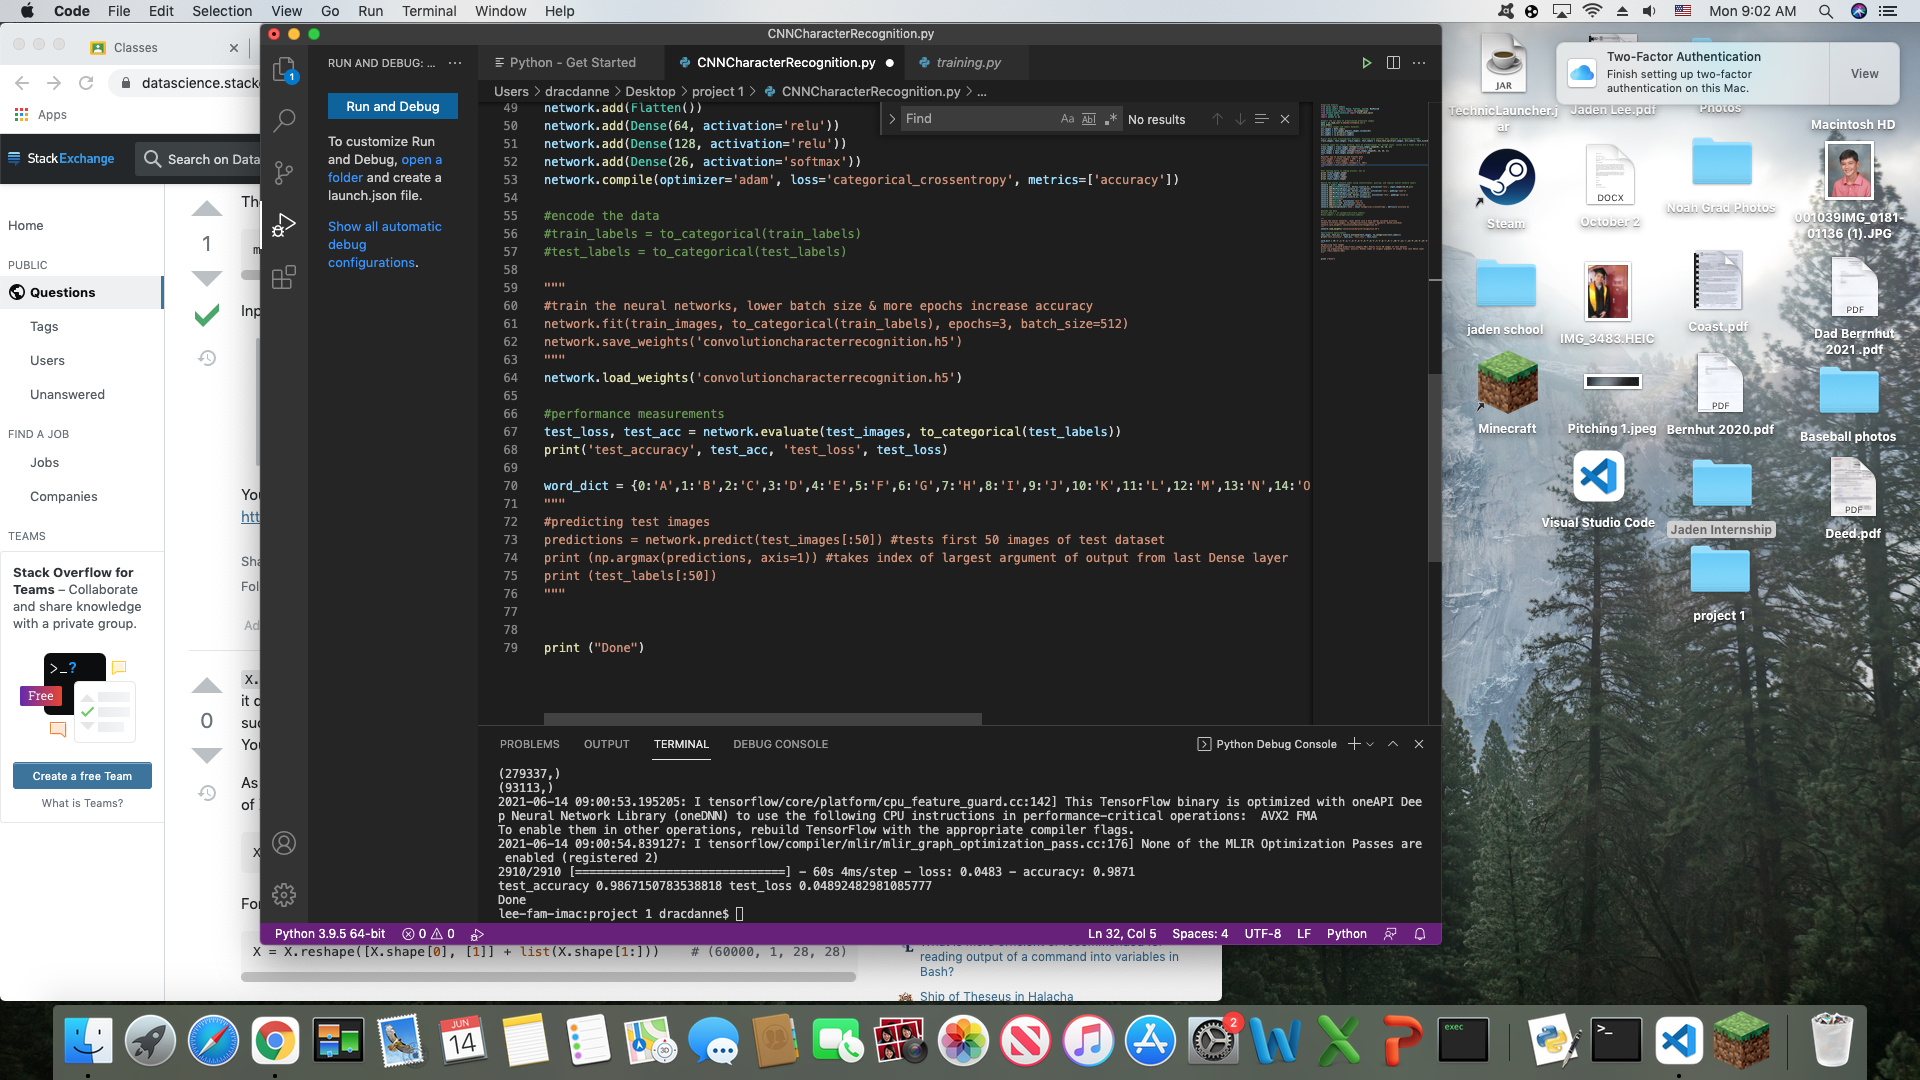 Code File Edit Selection View Go Run Terminal Window Help
Mon 9:02 AM
Classes
datascience.stack
Apps
StackExchange
Search on Data
Home
PUBLIC
Questions
Tags
Users
Unanswered
FIND A JOB
Jobs
Companies
TEAMS
Stack Overflow for
Teams – Collaborate
and share knowledge
with a private group.
>_?
Free
Create a free Team
What is Teams?
1
Inp
You
htt
Sha
Fol
Ad
0
X.
it d
suc
You
As
of
X
For
X = X.reshape([X.shape[0], [1]] + list(X.shape[1:])) # (60000, 1, 28, 28)
reading output of a command into variables in
Bash?
Ship of Theseus in Halacha
CNNCharacterRecognition.py
1
RUN AND DEBUG: ...
Run and Debug
To customize Run
and Debug, open a
folder and create a
launch.json file.
Show all automatic
debug
configurations.
Python - Get Started
CNNCharacterRecognition.py
training.py
Users > dracdanne > Desktop > project 1 > CNNCharacterRecognition.py > ...
Find
Aa Ab| .*
No results
49 network.add(Flatten())
50 network.add(Dense(64, activation='relu'))
51 network.add(Dense(128, activation='relu'))
52 network.add(Dense(26, activation='softmax'))
53 network.compile(optimizer='adam', loss='categorical_crossentropy', metrics=['accuracy'])
54
55 #encode the data
56 #train_labels = to_categorical(train_labels)
57 #test_labels = to_categorical(test_labels)
58
59 """
60 #train the neural networks, lower batch size & more epochs increase accuracy
61 network.fit(train_images, to_categorical(train_labels), epochs=3, batch_size=512)
62 network.save_weights('convolutioncharacterrecognition.h5')
63 """
64 network.load_weights('convolutioncharacterrecognition.h5')
65
66 #performance measurements
67 test_loss, test_acc = network.evaluate(test_images, to_categorical(test_labels))
68 print('test_accuracy', test_acc, 'test_loss', test_loss)
69
70 word_dict = {0:'A',1:'B',2:'C',3:'D',4:'E',5:'F',6:'G',7:'H',8:'I',9:'J',10:'K',11:'L',12:'M',13:'N',14:'O
71 """
72 #predicting test images
73 predictions = network.predict(test_images[:50]) #tests first 50 images of test dataset
74 print (np.argmax(predictions, axis=1)) #takes index of largest argument of output from last Dense layer
75 print (test_labels[:50])
76 """
77
78
79 print ("Done")
PROBLEMS OUTPUT TERMINAL DEBUG CONSOLE
Python Debug Console
(279337,)
(93113,)
2021-06-14 09:00:53.195205: I tensorflow/core/platform/cpu_feature_guard.cc:142] This TensorFlow binary is optimized with oneAPI Dee
p Neural Network Library (oneDNN) to use the following CPU instructions in performance-critical operations: AVX2 FMA
To enable them in other operations, rebuild TensorFlow with the appropriate compiler flags.
2021-06-14 09:00:54.839127: I tensorflow/compiler/mlir/mlir_graph_optimization_pass.cc:176] None of the MLIR Optimization Passes are
enabled (registered 2)
2910/2910 [==============================] - 60s 4ms/step - loss: 0.0483 - accuracy: 0.9871
test_accuracy 0.9867150783538818 test_loss 0.04892482981085777
Done
lee-fam-imac:project 1 dracdanne$
Python 3.9.5 64-bit 0 0
Ln 32, Col 5 Spaces: 4 UTF-8 LF Python
Two-Factor Authentication
Finish setting up two-factor
authentication on this Mac.
View
JAR
TechnicLauncher.j
ar
Jaden Lee.pdf
Photos
Macintosh HD
Steam
DOCX
October 2
Noah Grad Photos
001039IMG_0181-
01136 (1).JPG
jaden school
IMG_3483.HEIC
Coast.pdf
PDF
Dad Berrnhut
2021 .pdf
Minecraft
Pitching 1.jpeg
PDF
Bernhut 2020.pdf
Baseball photos
Visual Studio Code
Jaden Internship
PDF
Deed.pdf
project 1
JUN
14
3D
2
exec
>_